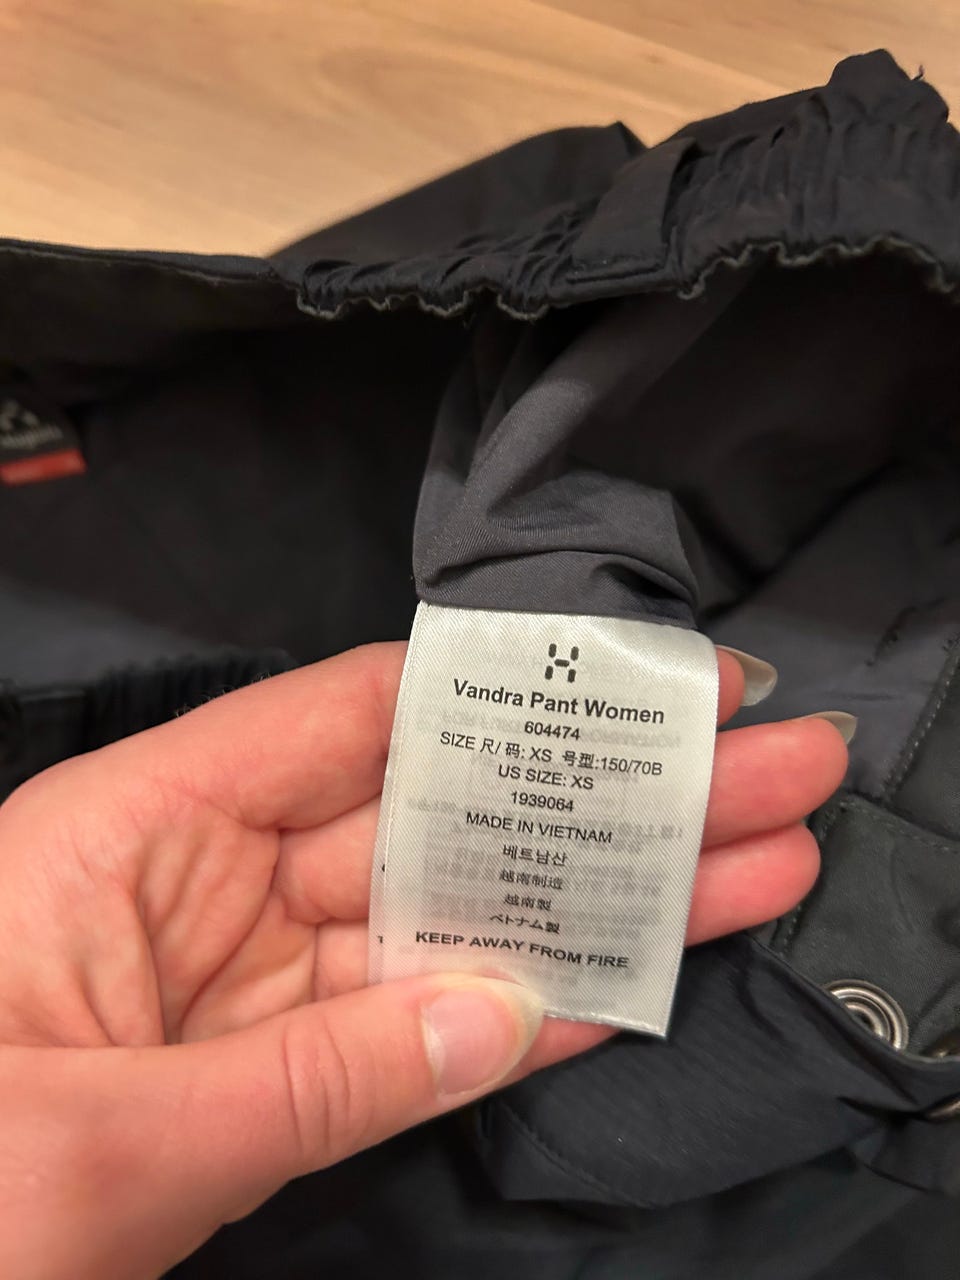 Vandra Pant Women
604474
SIZE 尺/ 码: XS 号型:150/70B
US SIZE: XS
1939064
MADE IN VIETNAM
베트남산
越南制造
越南製
ベトナム製
KEEP AWAY FROM FIRE